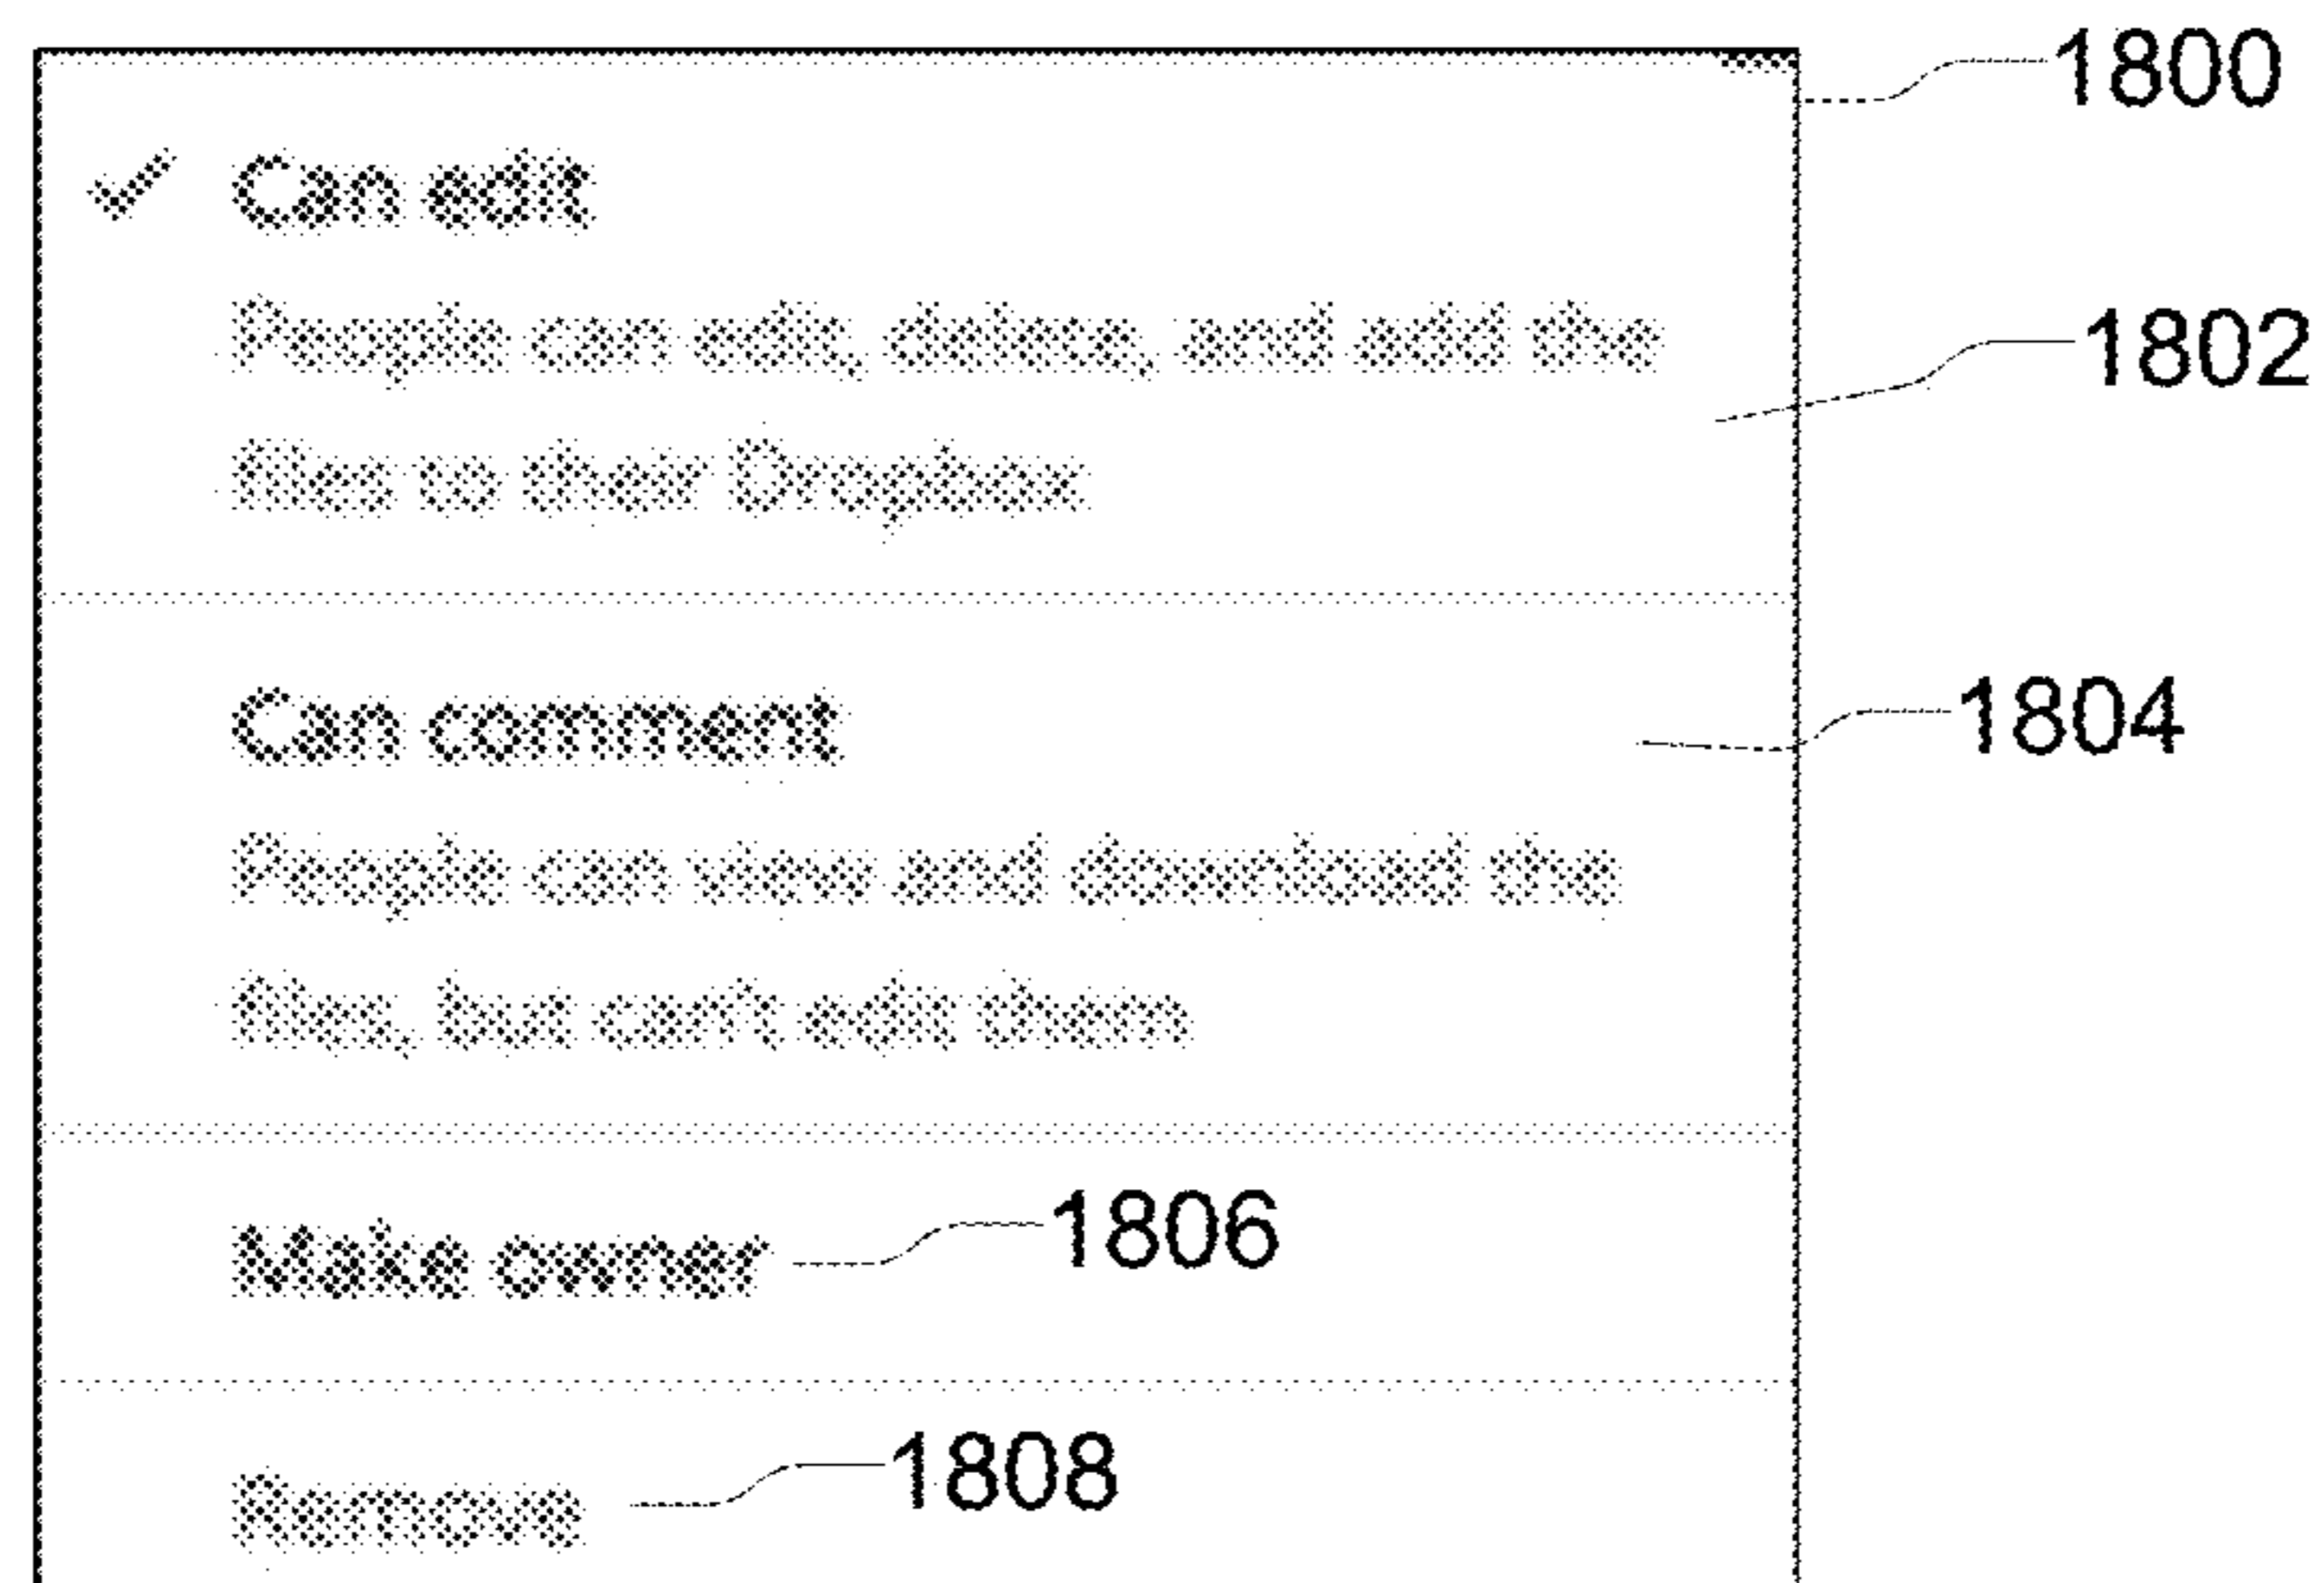 1800
✓ Can edit
People can edit, delete, and add the
1802
files to their Dropbox
Can comment
1804
People can view and download the
files, but can't edit them
Make owner
1806
Remove
1808